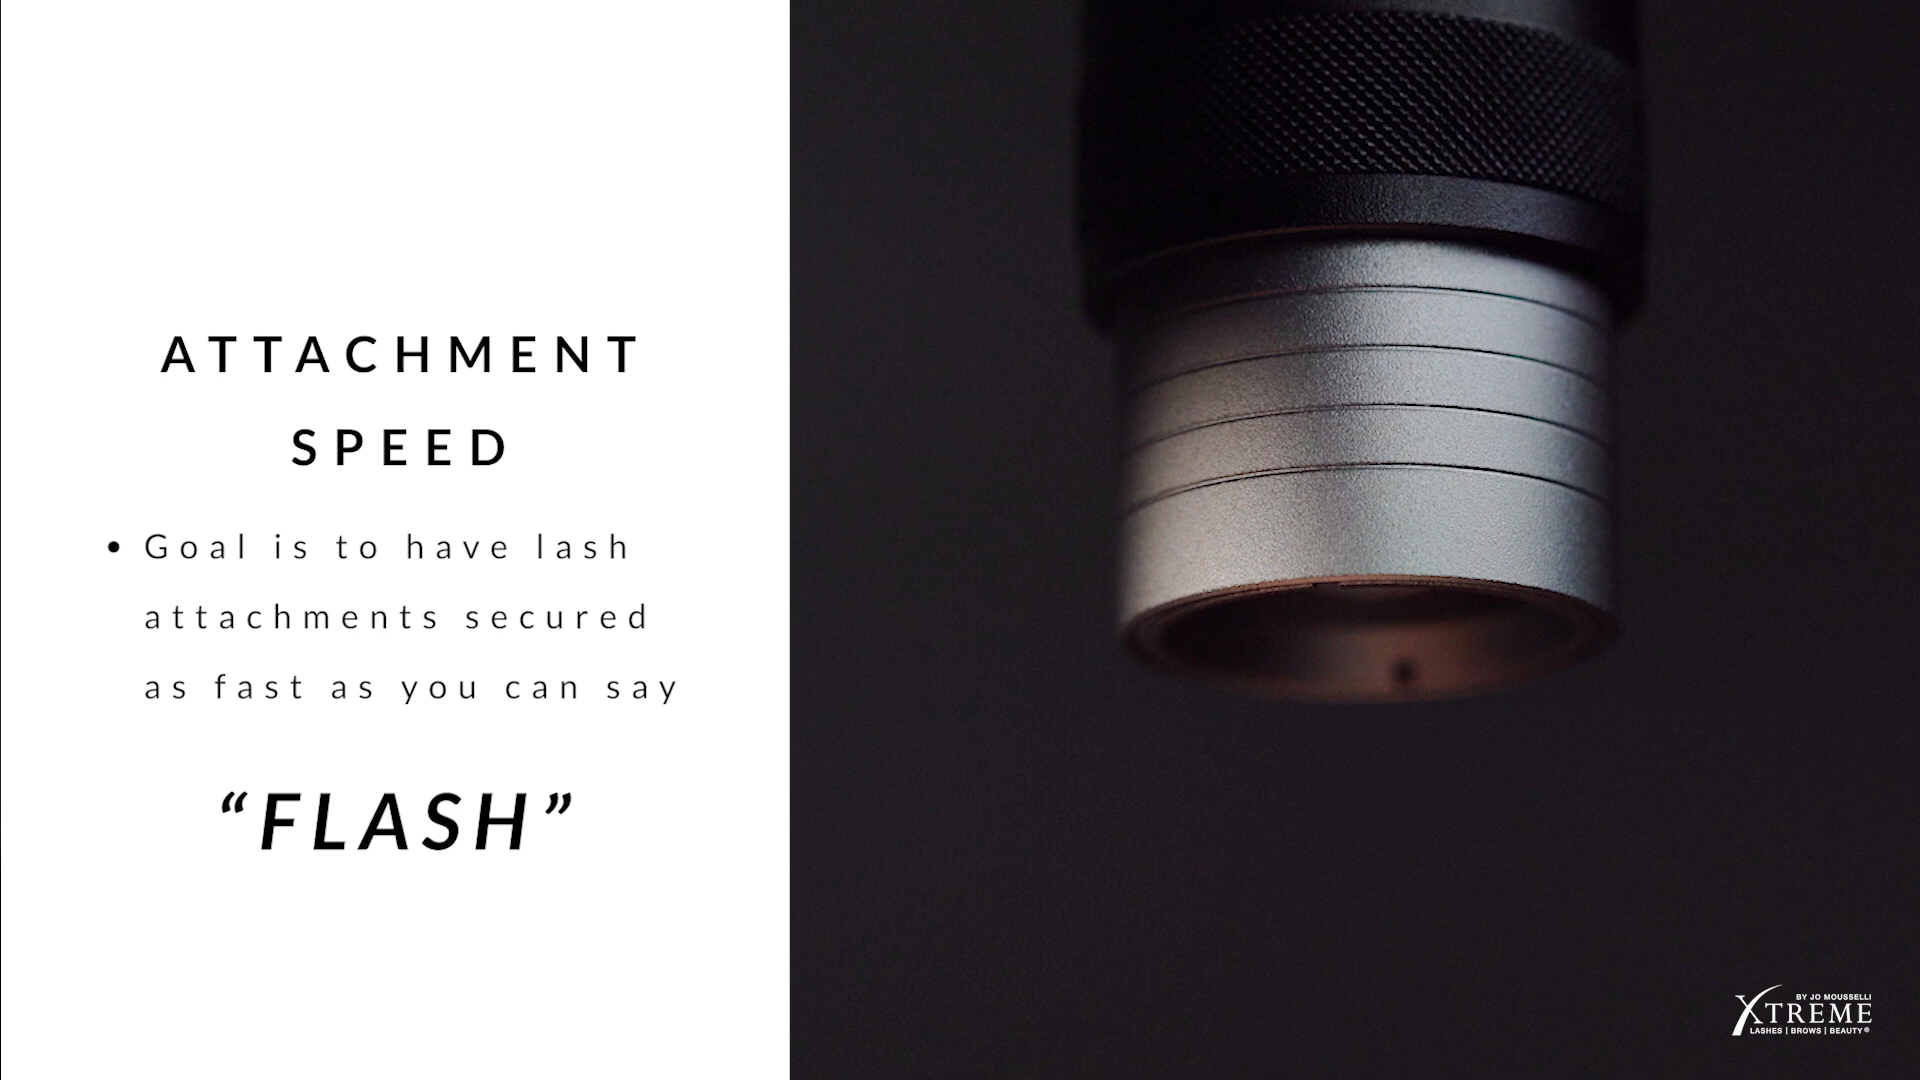 ATTACHMENT
SPEED
• Goal is to have lash
attachments secured
as fast as you can say
“FLASH”
BY JO MOUSSELLI
XTREME
LASHES | BROWS | BEAUTY®